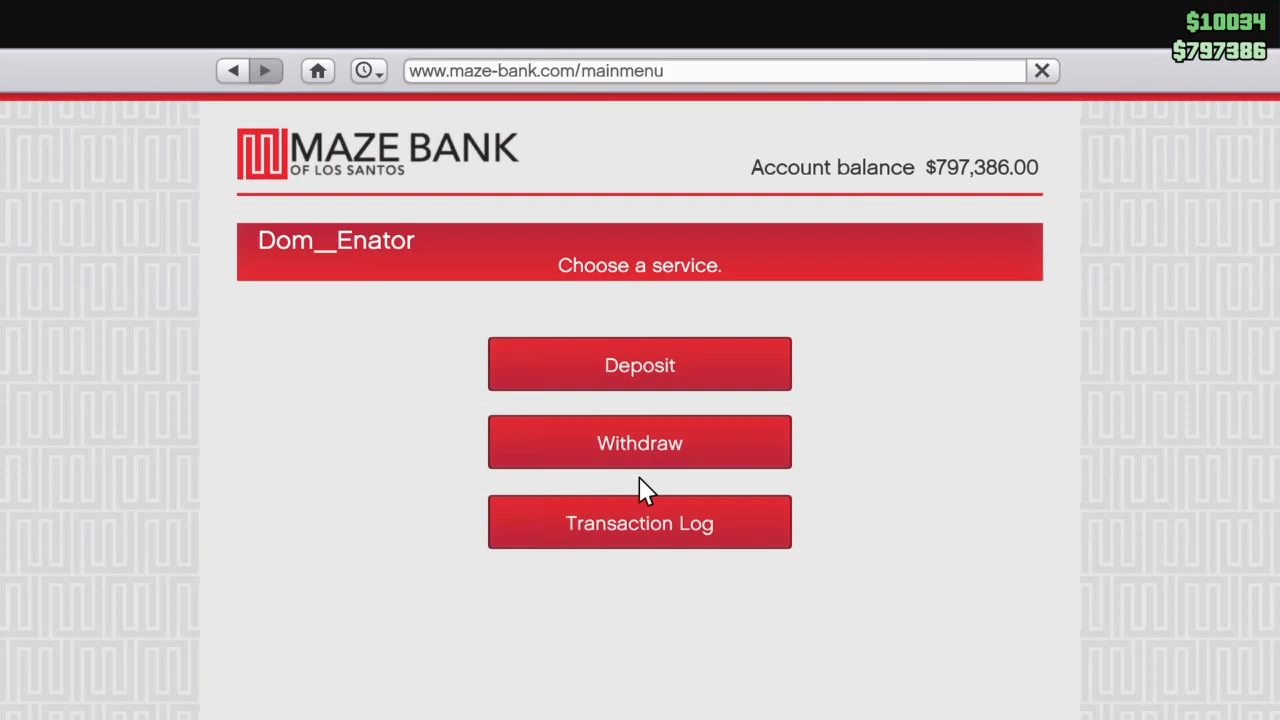 $10034
$797386
www.maze-bank.com/mainmenu
MAZE BANK
OF LOS SANTOS
Account balance $797,386.00
Dom__Enator
Choose a service.
Deposit
Withdraw
Transaction Log